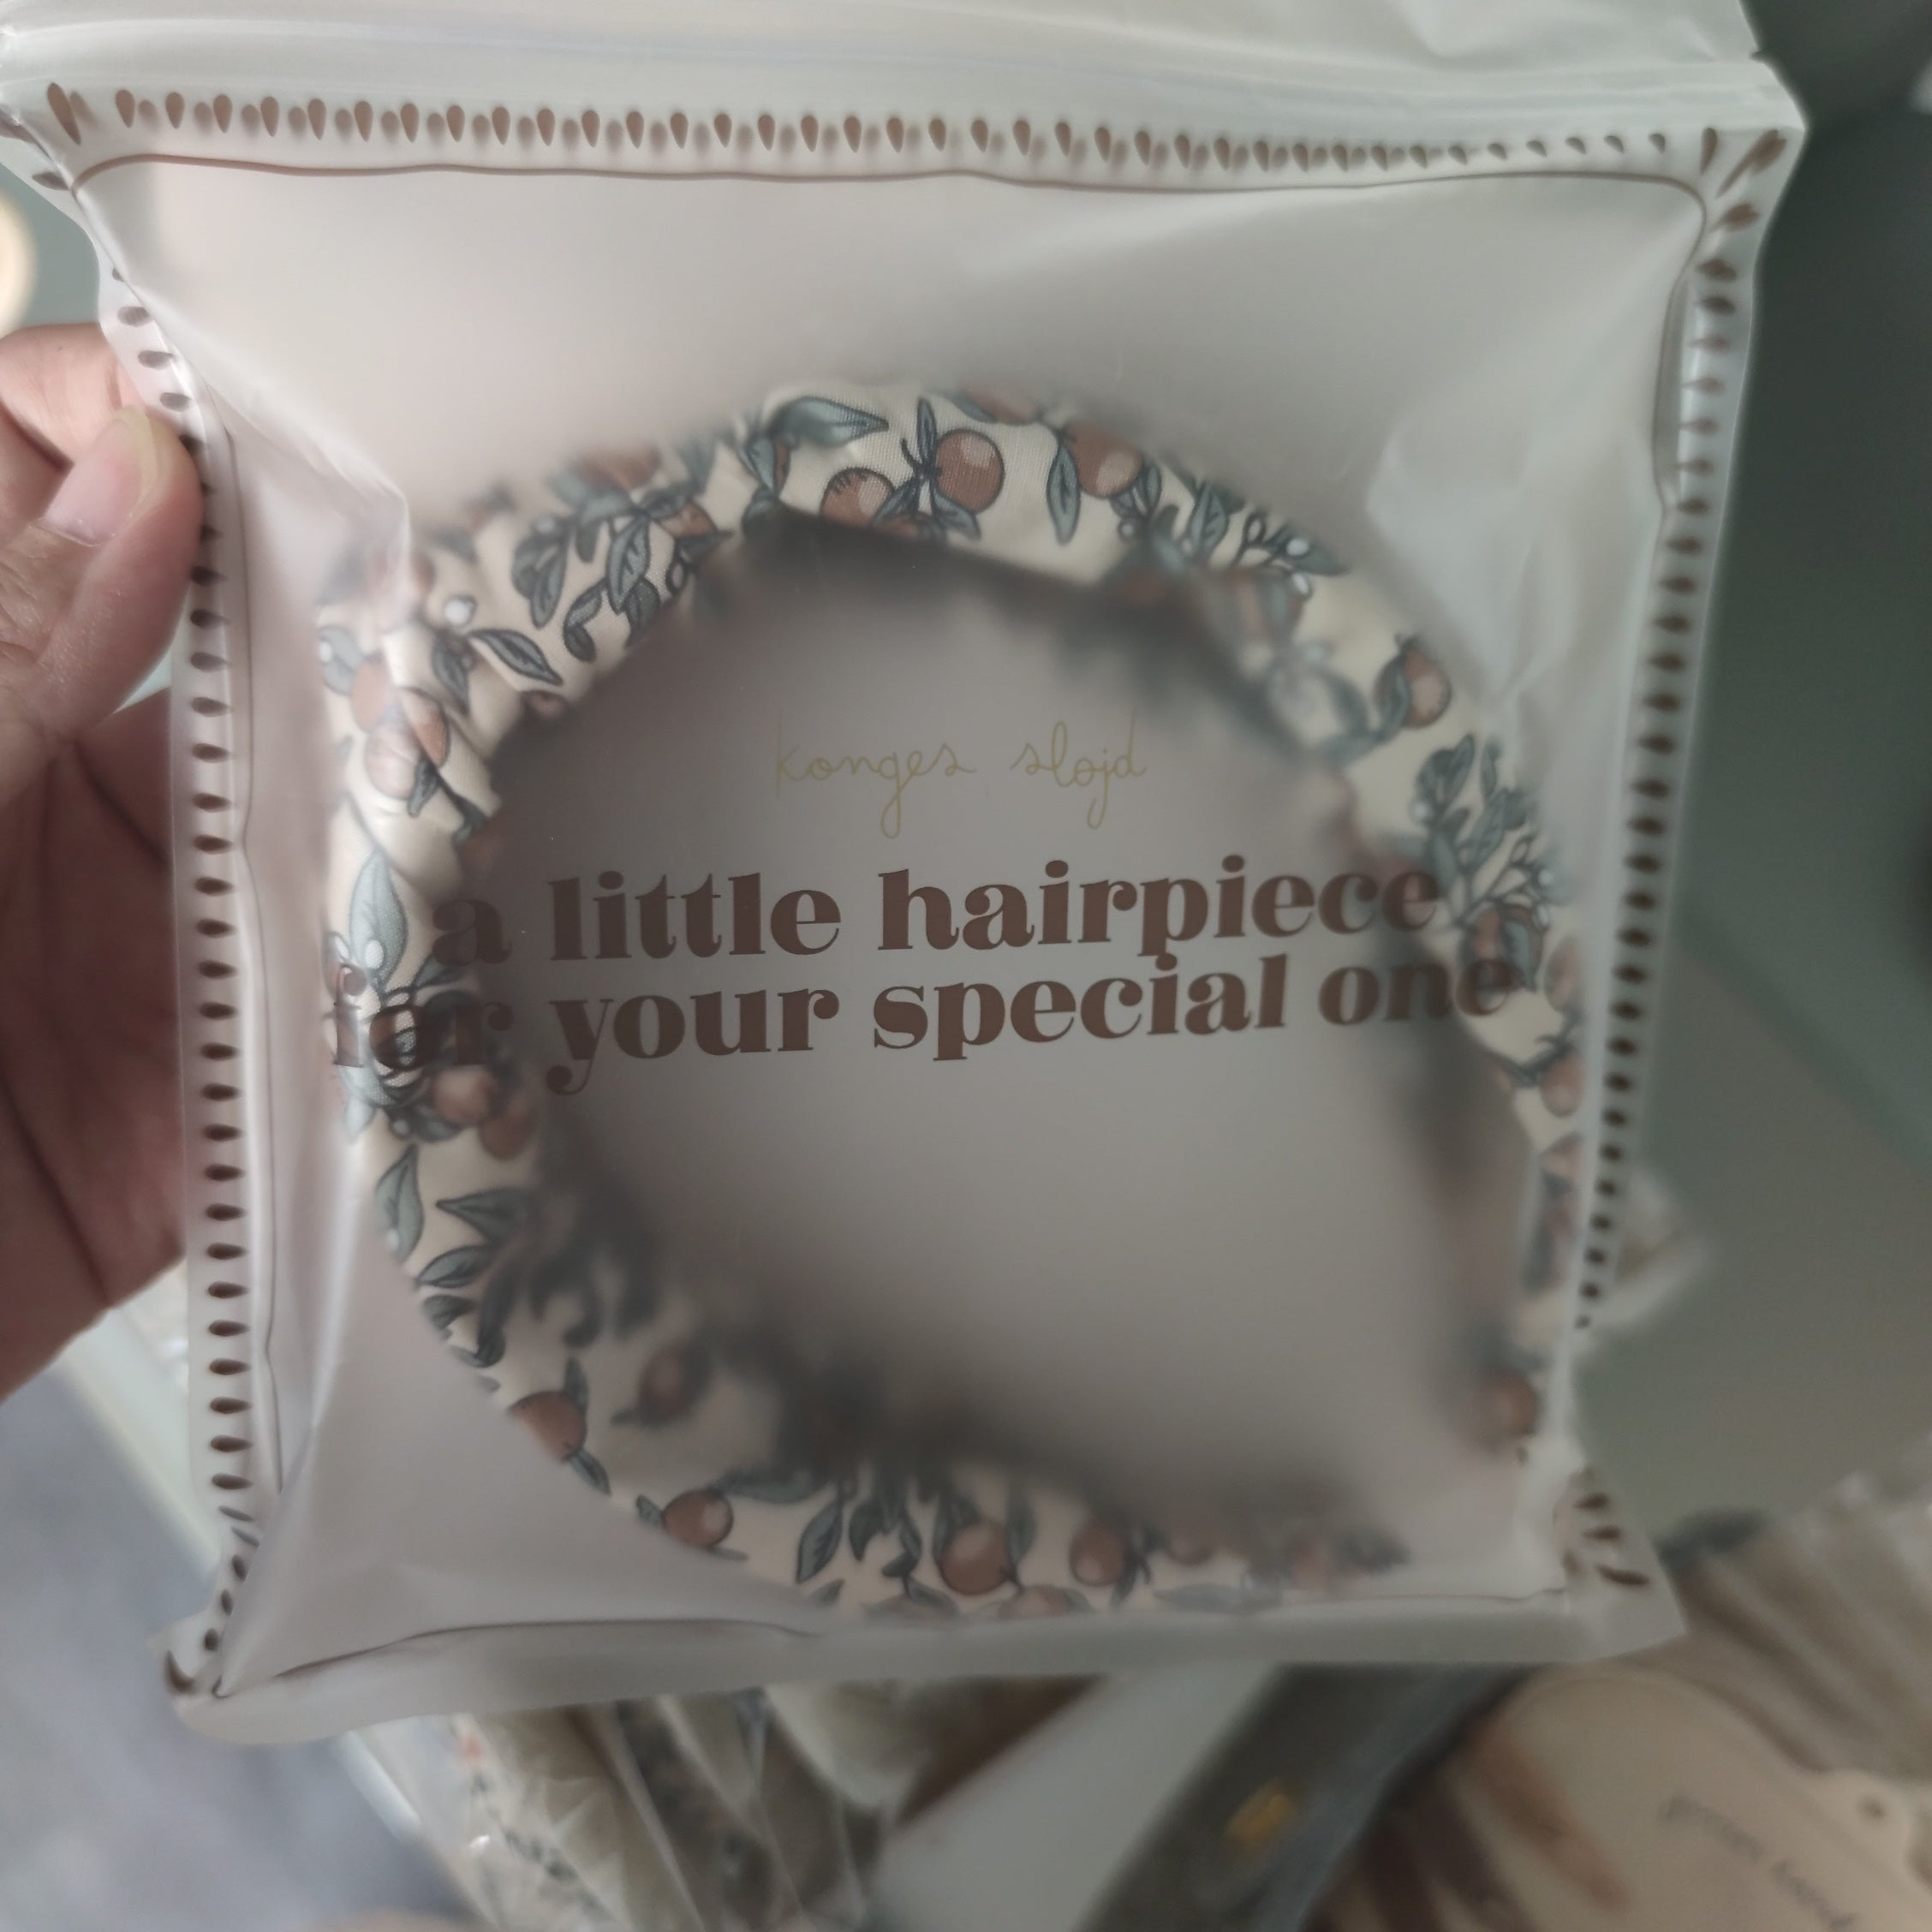 konges sløjd
a little hairpiece
for your special one